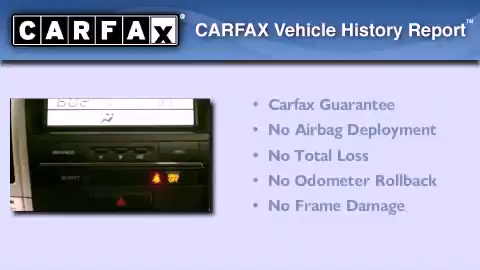 CARFAX®
CARFAX Vehicle History Report™
• Carfax Guarantee
• No Airbag Deployment
• No Total Loss
• No Odometer Rollback
• No Frame Damage
OFF